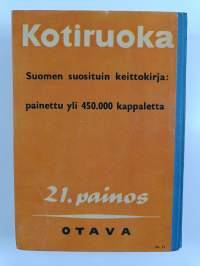 Kotiruoka
Suomen suosituin keittokirja:
painettu yli 450.000 kappaletta
21. painos
OTAVA